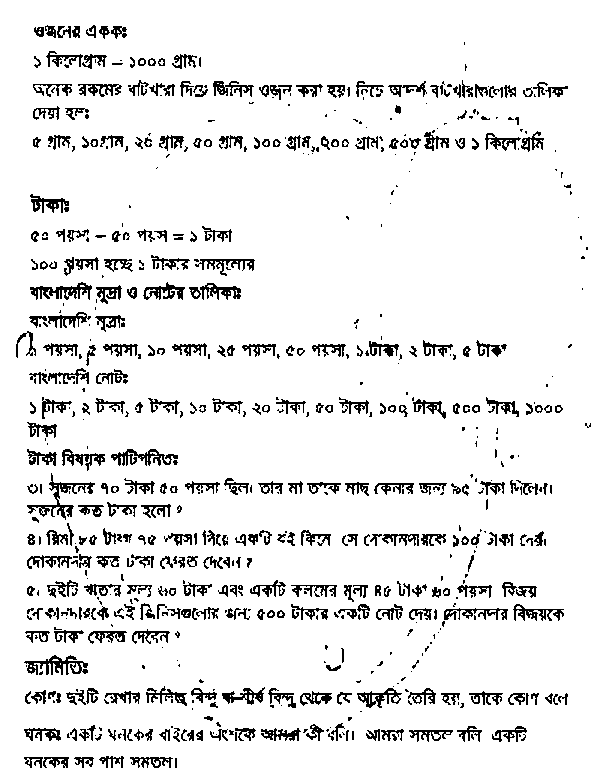 ওজনের এককঃ
১ কিলোগ্রাম = ১০০০ গ্রাম।
অনেক রকমের বাটখারা দিয়ে জিনিস ওজন করা হয়। নিচে আদর্শ বাটখারাগুলোর তালিকা
দেয়া হলঃ
৫ গ্রাম, ১০গ্রাম, ২০ গ্রাম, ৫০ গ্রাম, ১০০ গ্রাম, ২০০ গ্রাম, ৫০০ গ্রাম ও ১ কিলোগ্রাম
টাকাঃ
৫০ পয়সা – ৫০ পয়সা = ১ টাকা
১০০ পয়সা হচ্ছে ১ টাকার সমমূল্যের
বাংলাদেশি মুদ্রা ও নোটের তালিকাঃ
বাংলাদেশি মুদ্রাঃ
১ পয়সা, ৫ পয়সা, ১০ পয়সা, ২৫ পয়সা, ৫০ পয়সা, ১ টাকা, ২ টাকা, ৫ টাকা
বাংলাদেশি নোটঃ
১ টাকা, ২ টাকা, ৫ টাকা, ১০ টাকা, ২০ টাকা, ৫০ টাকা, ১০০ টাকা, ৫০০ টাকা, ১০০০
টাকা
টাকা বিষয়ক পাটিগনিতঃ
৩। সুজনের ৭০ টাকা ৫০ পয়সা ছিল। তার মা তাকে মাছ কেনার জন্য ৯৫ টাকা দিলেন।
সুজনের কত টাকা হলো ?
৪। রিমা ৮৫ টাকা ৭৫ পয়সা দিয়ে একটি বই কিনে সে দোকানদারকে ১০০ টাকা দেয়।
দোকানদার কত টাকা ফেরত দেবেন ?
৫। দুইটি খাতার মূল্য ৬০ টাকা এবং একটি কলমের মূল্য ৪৫ টাকা ৬০ পয়সা বিজয়
দোকানদারকে এই জিনিসগুলোর জন্য ৫০০ টাকার একটি নোট দেয়। দোকানদার বিজয়কে
কত টাকা ফেরত দেবেন ?
জ্যামিতিঃ
কোণঃ দুইটি রেখার মিলিত বিন্দু বা শীর্ষ বিন্দু থেকে যে আকৃতি তৈরি হয়, তাকে কোণ বলে
ঘনকঃ একটি ঘনকের বাইরের অংশকে আমরা কী বলি। আমরা সমতল বলি একটি
ঘনকের সব পাশ সমতল।